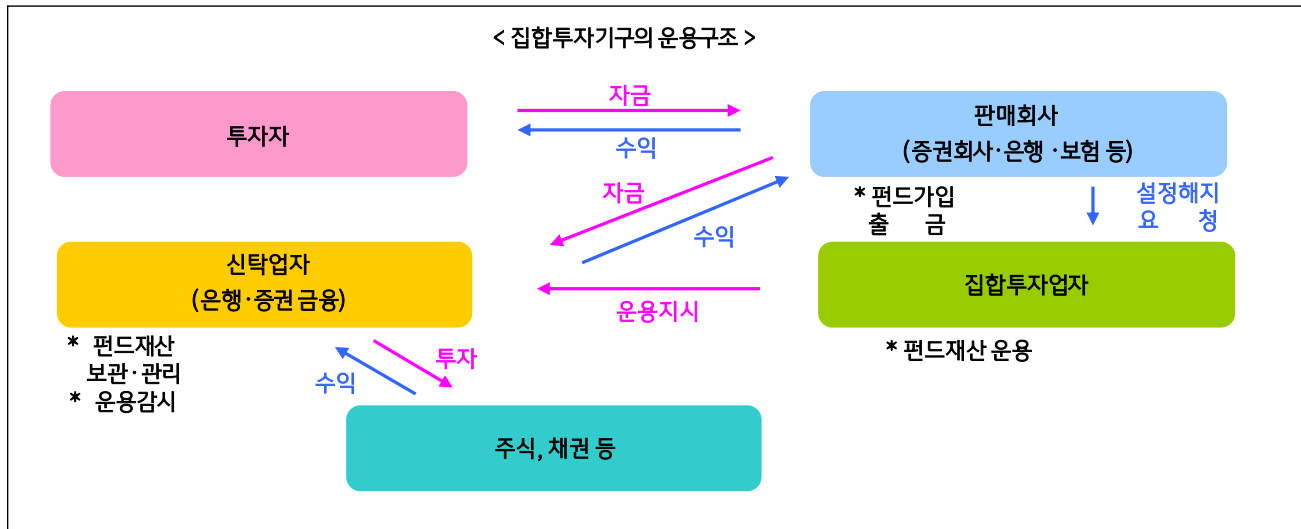 < 집합투자기구의 운용구조 >
투자자
자금
수익
판매회사
(증권회사·은행 ·보험 등)
자금
수익
* 펀드가입
출 금
설정해지
요 청
신탁업자
(은행·증권 금융)
운용지시
집합투자업자
* 펀드재산
보관·관리
* 운용감시
투자
수익
* 펀드재산 운용
주식, 채권 등